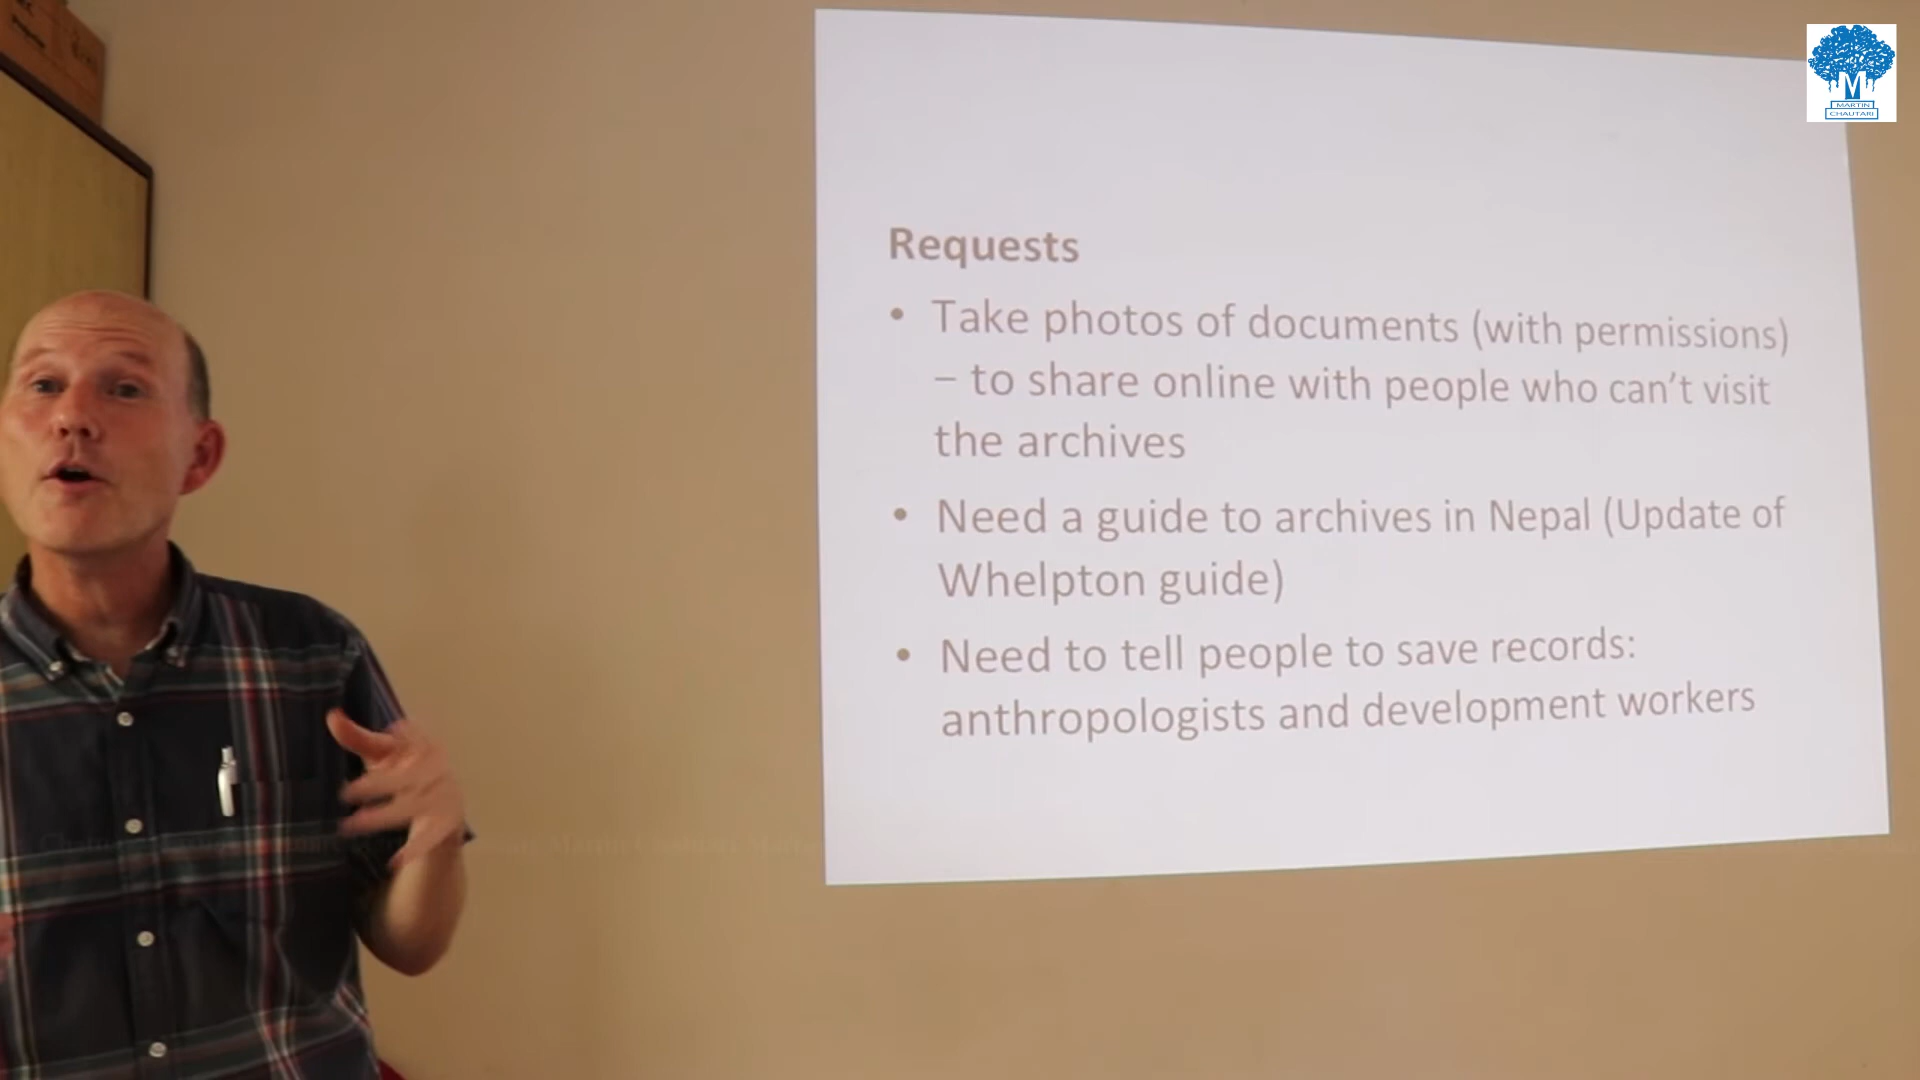 Requests
• Take photos of documents (with permissions)
– to share online with people who can't visit
the archives
• Need a guide to archives in Nepal (Update of
Whelpton guide)
• Need to tell people to save records:
anthropologists and development workers
M
MARTIN
CHAUTARI